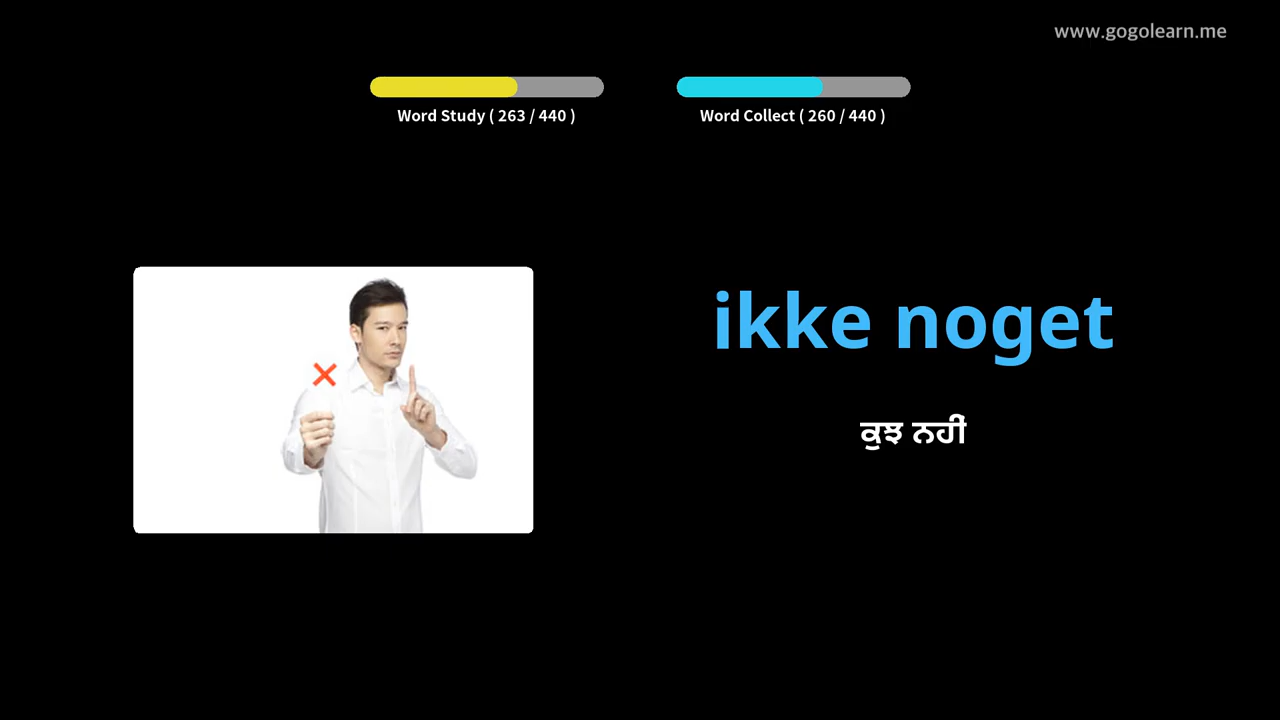 www.gogolearn.me
Word Study ( 263 / 440 )
Word Collect ( 260 / 440 )
ikke noget
ਕੁਝ ਨਹੀਂ